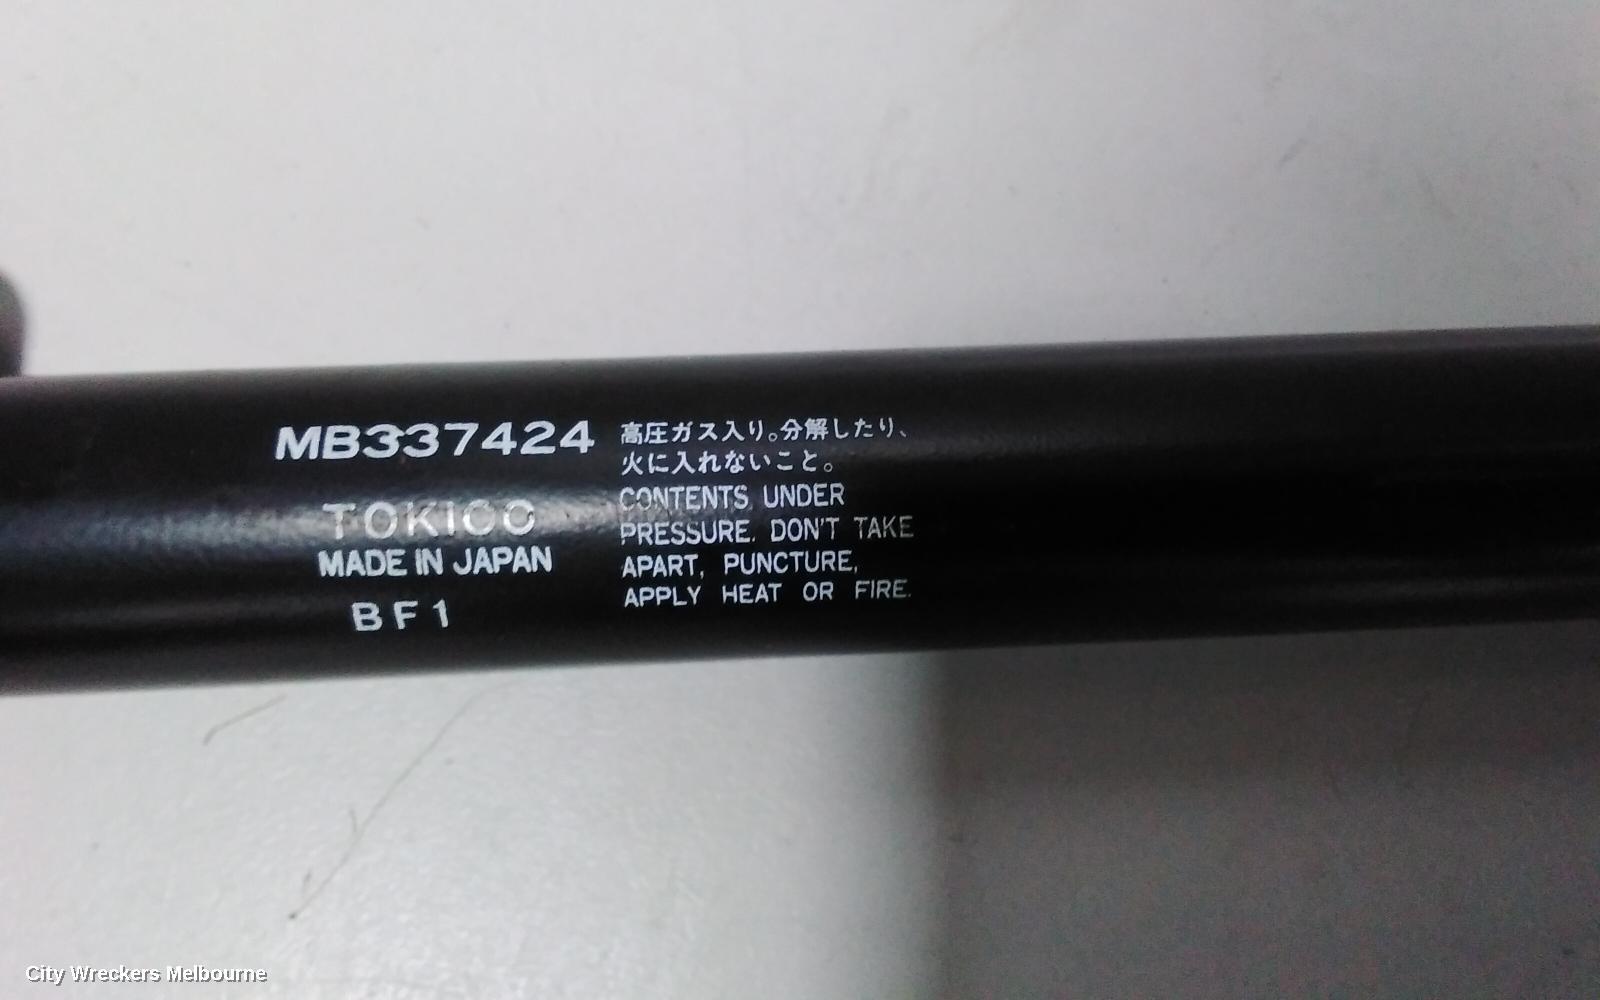 MB337424
TOKICO
MADE IN JAPAN
BF1
高圧ガス入り。分解したり、
火に入れないこと。
CONTENTS UNDER
PRESSURE. DON'T TAKE
APART, PUNCTURE,
APPLY HEAT OR FIRE.
City Wreckers Melbourne